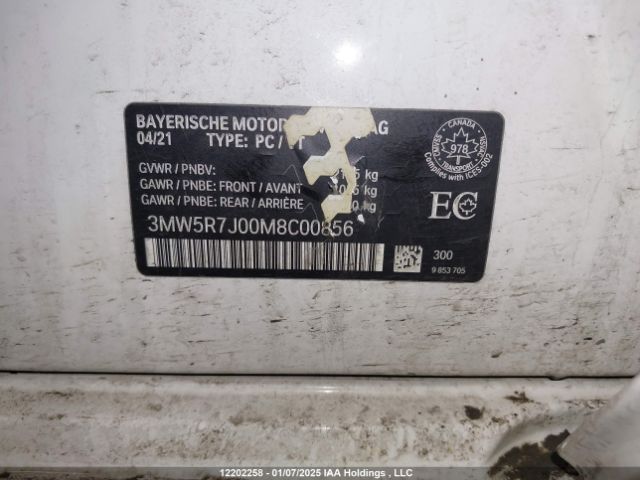 BAYERISCHE MOTOR AG
04/21 TYPE: PC /
GVWR / PNBV: kg
GAWR / PNBE: FRONT / AVANT kg
GAWR / PNBE: REAR / ARRIÈRE kg
3MW5R7J00M8C00856
CANADA
978
TRANSPORT
Complies with ICES-002
EC
300
9 853 705
12202258 - 01/07/2025 IAA Holdings , LLC